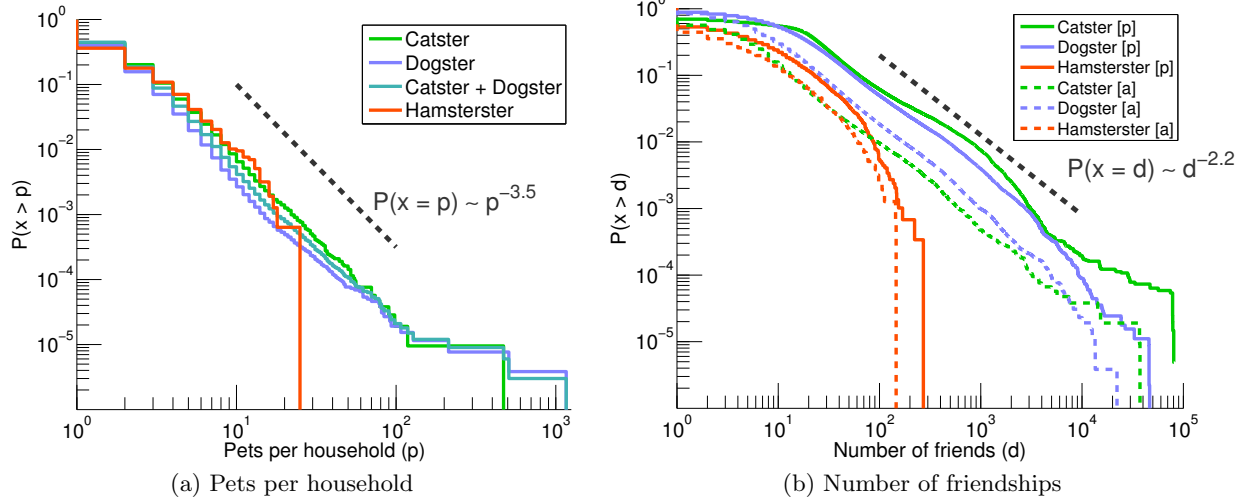 10^0
10^-1
10^-2
10^-3
10^-4
10^-5
P(x > p)
10^0
10^1
10^2
10^3
Pets per household (p)
Catster
Dogster
Catster + Dogster
Hamsterster
P(x = p) ~ p^-3.5
(a) Pets per household
10^0
10^-1
10^-2
10^-3
10^-4
10^-5
P(x > d)
10^0
10^1
10^2
10^3
10^4
10^5
Number of friends (d)
Catster [p]
Dogster [p]
Hamsterster [p]
Catster [a]
Dogster [a]
Hamsterster [a]
P(x = d) ~ d^-2.2
(b) Number of friendships